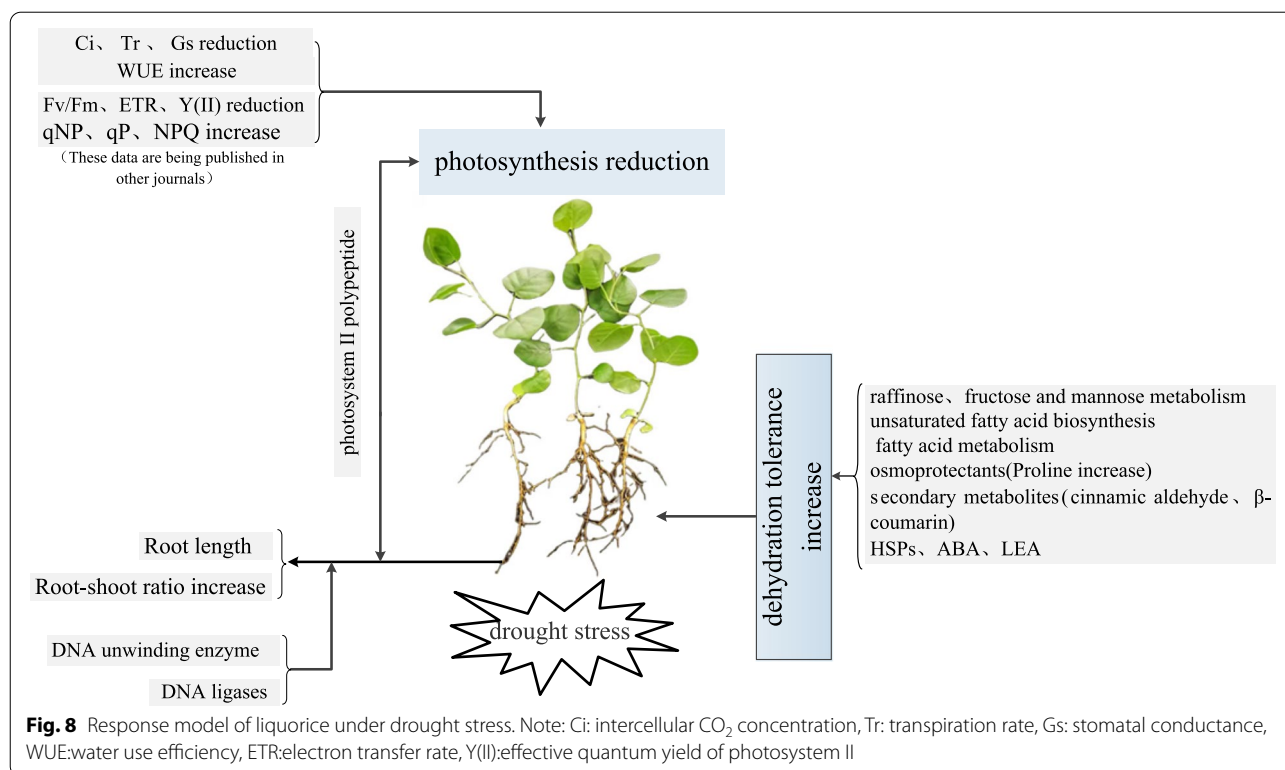 Ci、 Tr 、 Gs reduction
WUE increase
Fv/Fm、ETR、Y(II) reduction
qNP、qP、NPQ increase
（These data are being published in
other journals）
photosynthesis reduction
photosystem II polypeptide
dehydration tolerance
increase
raffinose、fructose and mannose metabolism
unsaturated fatty acid biosynthesis
fatty acid metabolism
osmoprotectants(Proline increase)
secondary metabolites(cinnamic aldehyde、β-
coumarin)
HSPs、ABA、LEA
Root length
Root-shoot ratio increase
drought stress
DNA unwinding enzyme
DNA ligases
Fig. 8 Response model of liquorice under drought stress. Note: Ci: intercellular CO₂ concentration, Tr: transpiration rate, Gs: stomatal conductance,
WUE:water use efficiency, ETR:electron transfer rate, Y(II):effective quantum yield of photosystem II